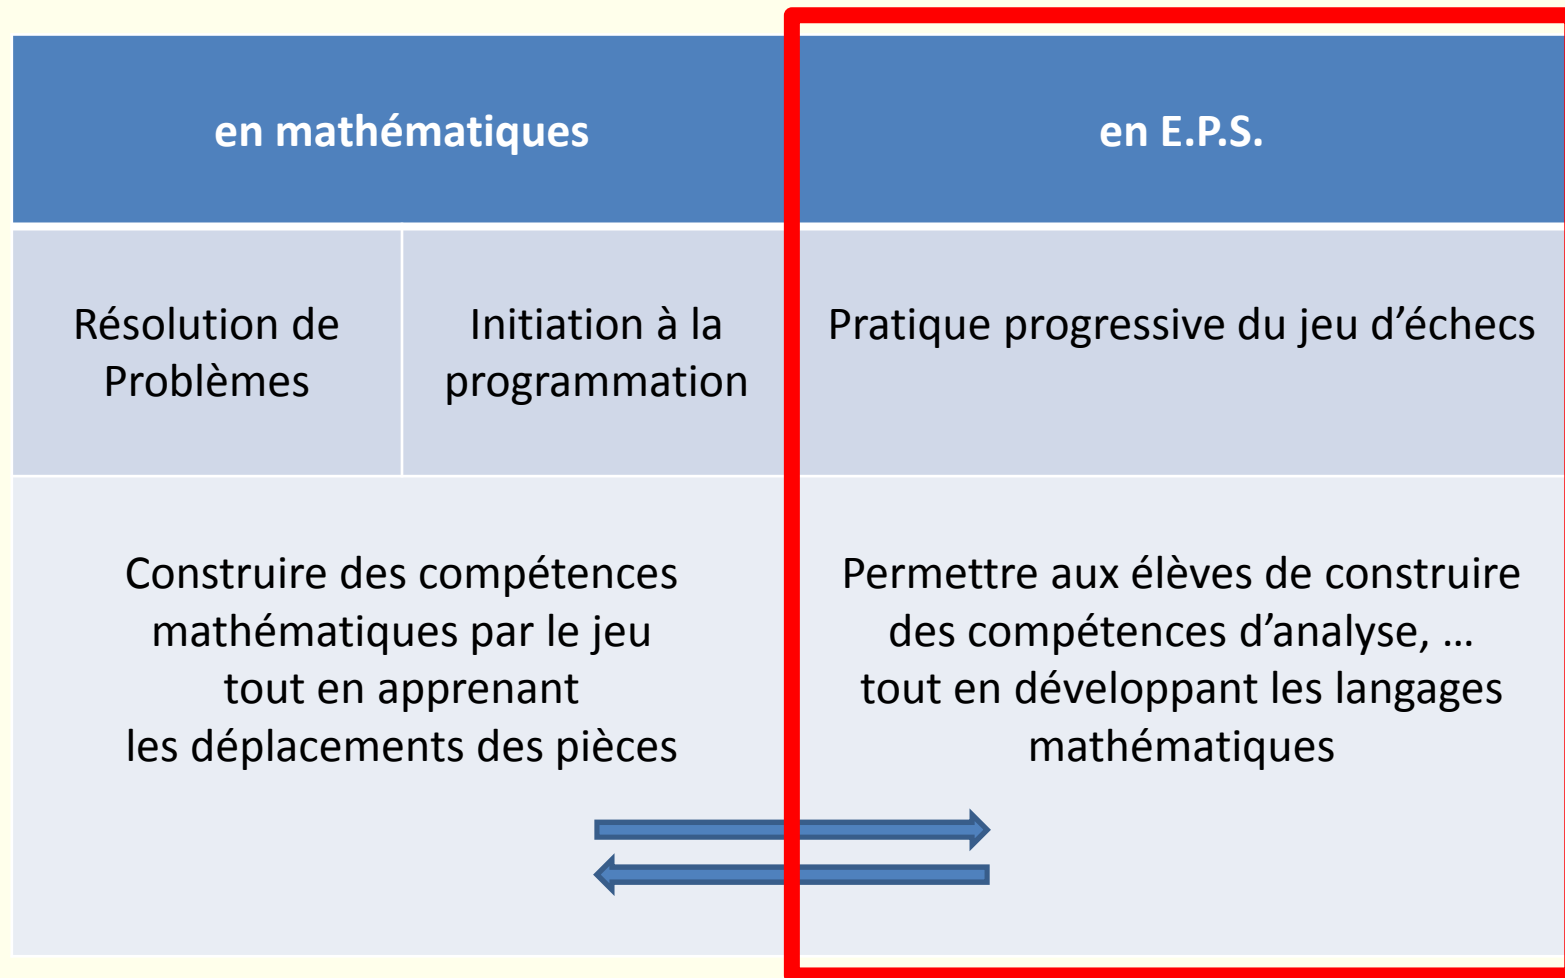 en mathématiques
en E.P.S.
Résolution de
Problèmes
Initiation à la
programmation
Pratique progressive du jeu d’échecs
Construire des compétences
mathématiques par le jeu
tout en apprenant
les déplacements des pièces
Permettre aux élèves de construire
des compétences d’analyse, …
tout en développant les langages
mathématiques